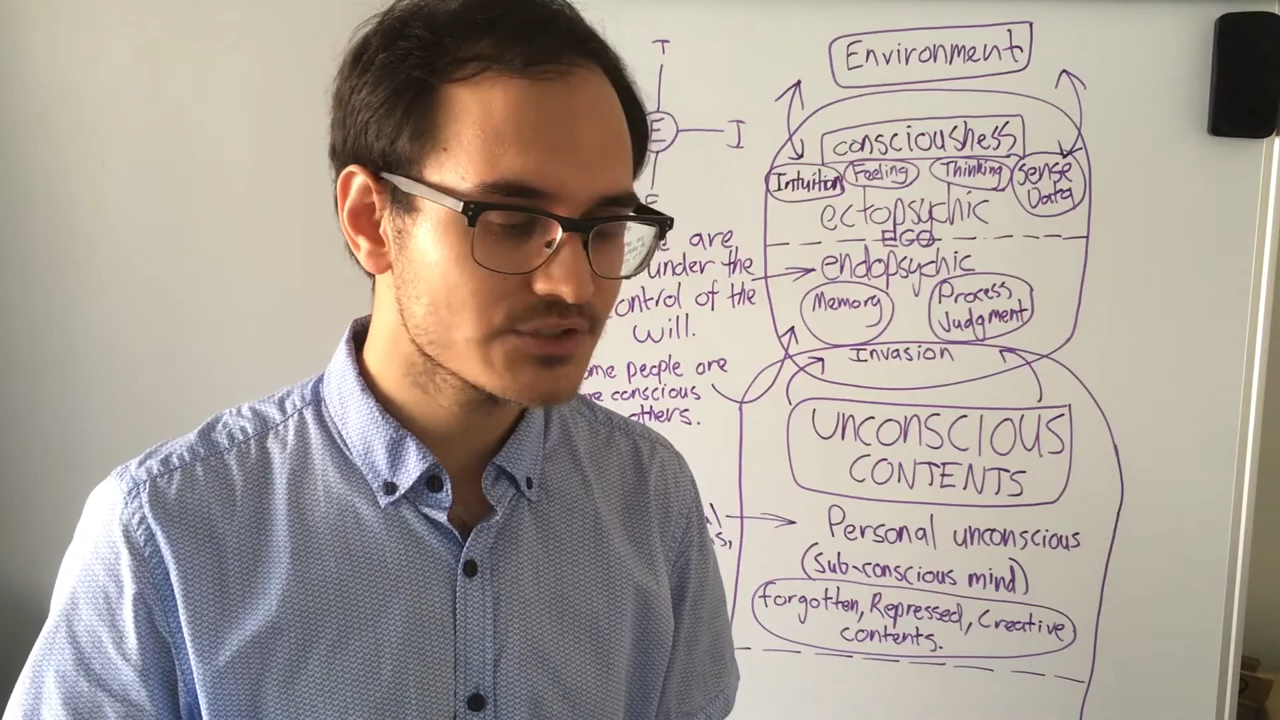 Environment
T
E
I
consciousness
Intuition
Feeling
Thinking
Sense
Data
ectopsychic
EGO
are
under the
control of the
will.
endopsychic
Memory
Process
Judgment
Invasion
people are
conscious
others.
UNCONSCIOUS
CONTENTS
Personal unconscious
(sub-conscious mind)
forgotten, Repressed, Creative
contents.